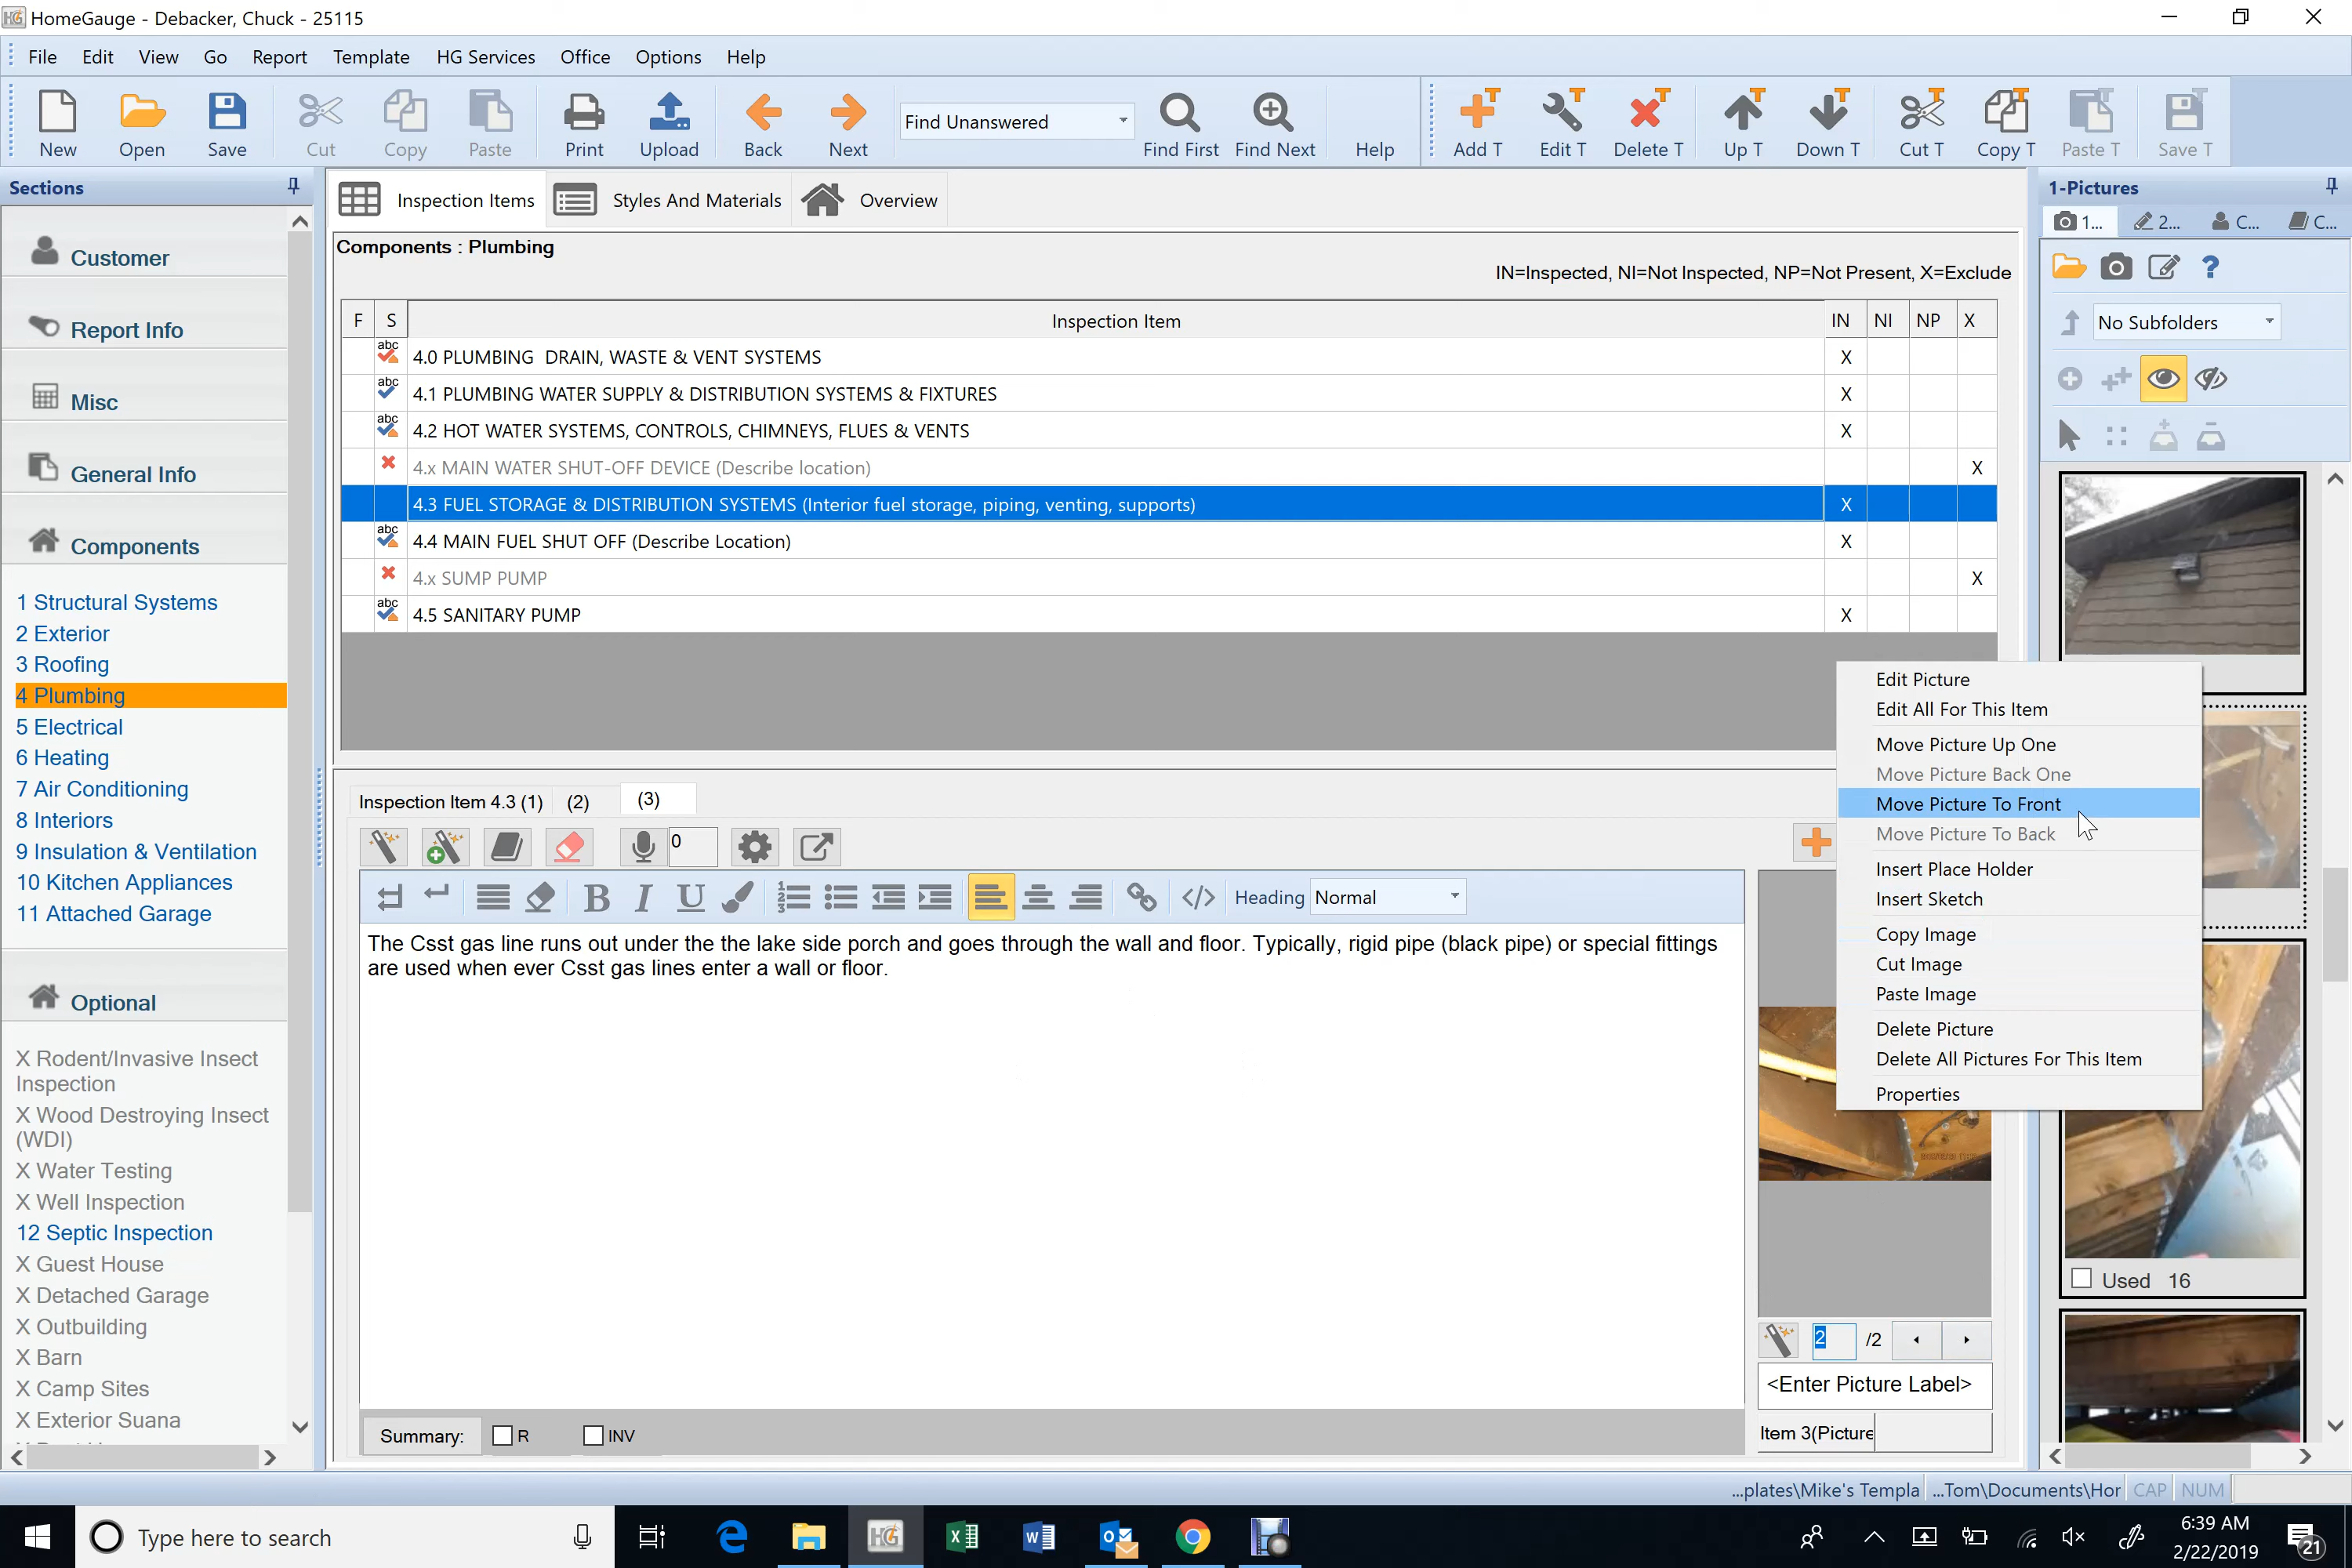 HomeGauge - Debacker, Chuck - 25115
File Edit View Go Report Template HG Services Office Options Help
New Open Save Cut Copy Paste Print Upload Back Next Find Unanswered Find First Find Next Help Add T Edit T Delete T Up T Down T Cut T Copy T Paste T Save T
Sections
Customer
Report Info
Misc
General Info
Components
1 Structural Systems
2 Exterior
3 Roofing
4 Plumbing
5 Electrical
6 Heating
7 Air Conditioning
8 Interiors
9 Insulation & Ventilation
10 Kitchen Appliances
11 Attached Garage
Optional
X Rodent/Invasive Insect
Inspection
X Wood Destroying Insect
(WDI)
X Water Testing
X Well Inspection
12 Septic Inspection
X Guest House
X Detached Garage
X Outbuilding
X Barn
X Camp Sites
X Exterior Suana
Inspection Items Styles And Materials Overview
Components : Plumbing
IN=Inspected, NI=Not Inspected, NP=Not Present, X=Exclude
F S Inspection Item IN NI NP X
abc 4.0 PLUMBING DRAIN, WASTE & VENT SYSTEMS X
abc 4.1 PLUMBING WATER SUPPLY & DISTRIBUTION SYSTEMS & FIXTURES X
abc 4.2 HOT WATER SYSTEMS, CONTROLS, CHIMNEYS, FLUES & VENTS X
4.x MAIN WATER SHUT-OFF DEVICE (Describe location) X
4.3 FUEL STORAGE & DISTRIBUTION SYSTEMS (Interior fuel storage, piping, venting, supports) X
abc 4.4 MAIN FUEL SHUT OFF (Describe Location) X
4.x SUMP PUMP X
abc 4.5 SANITARY PUMP X
Inspection Item 4.3 (1) (2) (3)
0
B I U Heading Normal
The Csst gas line runs out under the the lake side porch and goes through the wall and floor. Typically, rigid pipe (black pipe) or special fittings
are used when ever Csst gas lines enter a wall or floor.
Summary: R INV
2 /2
<Enter Picture Label>
Item 3(Picture
Edit Picture
Edit All For This Item
Move Picture Up One
Move Picture Back One
Move Picture To Front
Move Picture To Back
Insert Place Holder
Insert Sketch
Copy Image
Cut Image
Paste Image
Delete Picture
Delete All Pictures For This Item
Properties
1-Pictures
1... 2... C... C...
No Subfolders
Used 16
...plates\Mike's Templa ...Tom\Documents\Hor CAP NUM
Type here to search
6:39 AM
2/22/2019
21